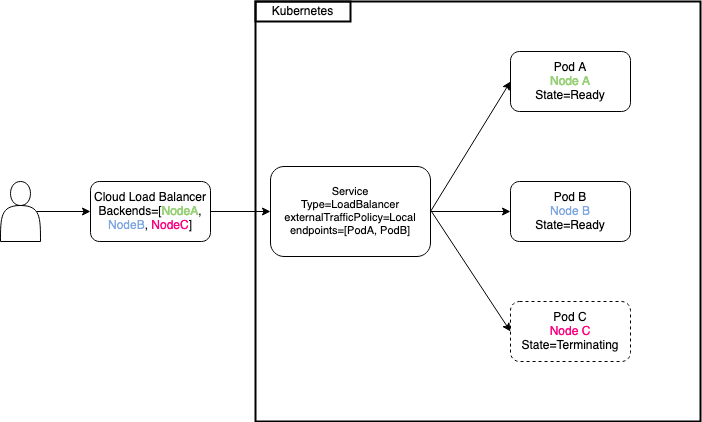 Kubernetes
Pod A
Node A
State=Ready
Cloud Load Balancer
Backends=[NodeA,
NodeB, NodeC]
Service
Type=LoadBalancer
externalTrafficPolicy=Local
endpoints=[PodA, PodB]
Pod B
Node B
State=Ready
Pod C
Node C
State=Terminating